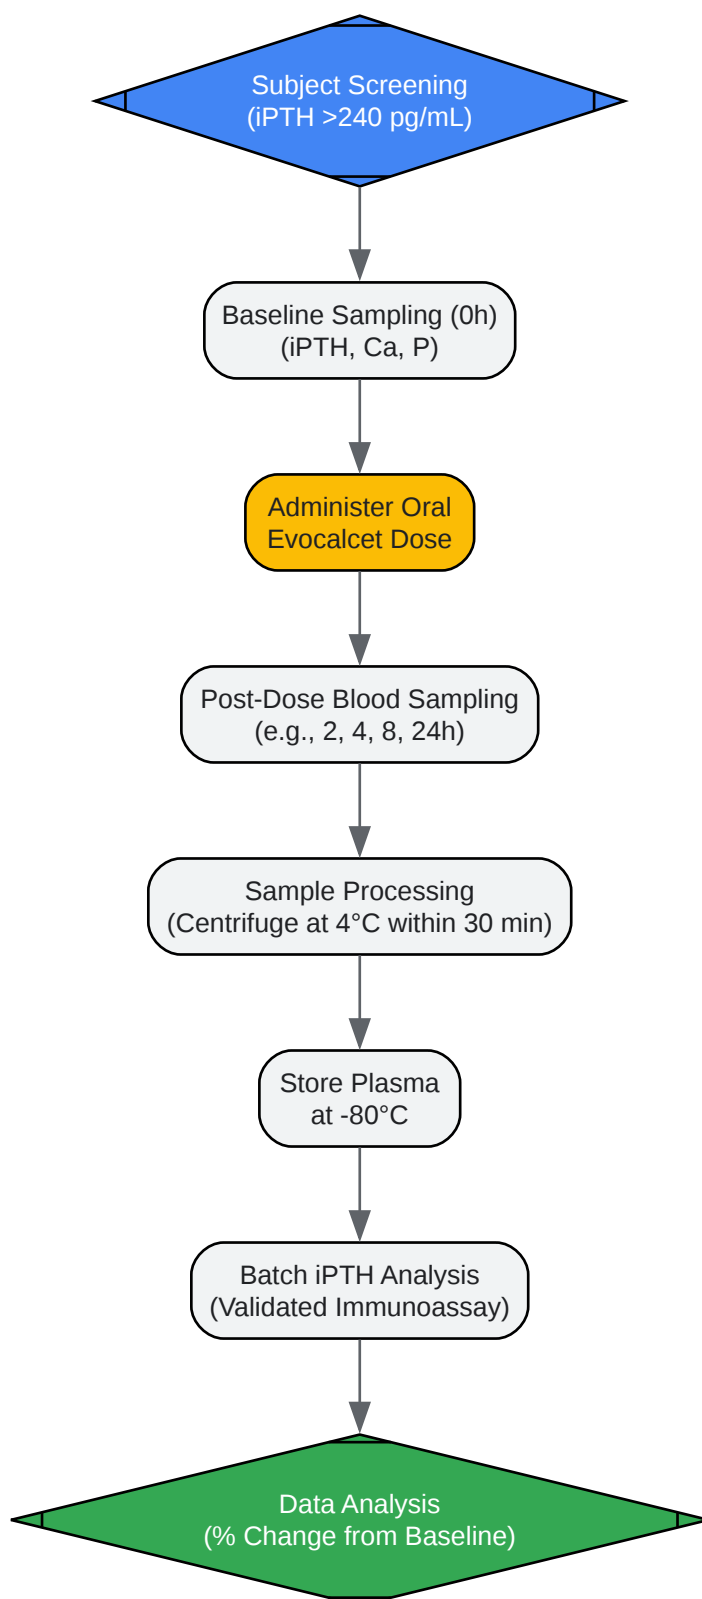 Subject Screening
(iPTH >240 pg/mL)
Baseline Sampling (0h)
(iPTH, Ca, P)
Administer Oral
Evocalcet Dose
Post-Dose Blood Sampling
(e.g., 2, 4, 8, 24h)
Sample Processing
(Centrifuge at 4°C within 30 min)
Store Plasma
at -80°C
Batch iPTH Analysis
(Validated Immunoassay)
Data Analysis
(% Change from Baseline)